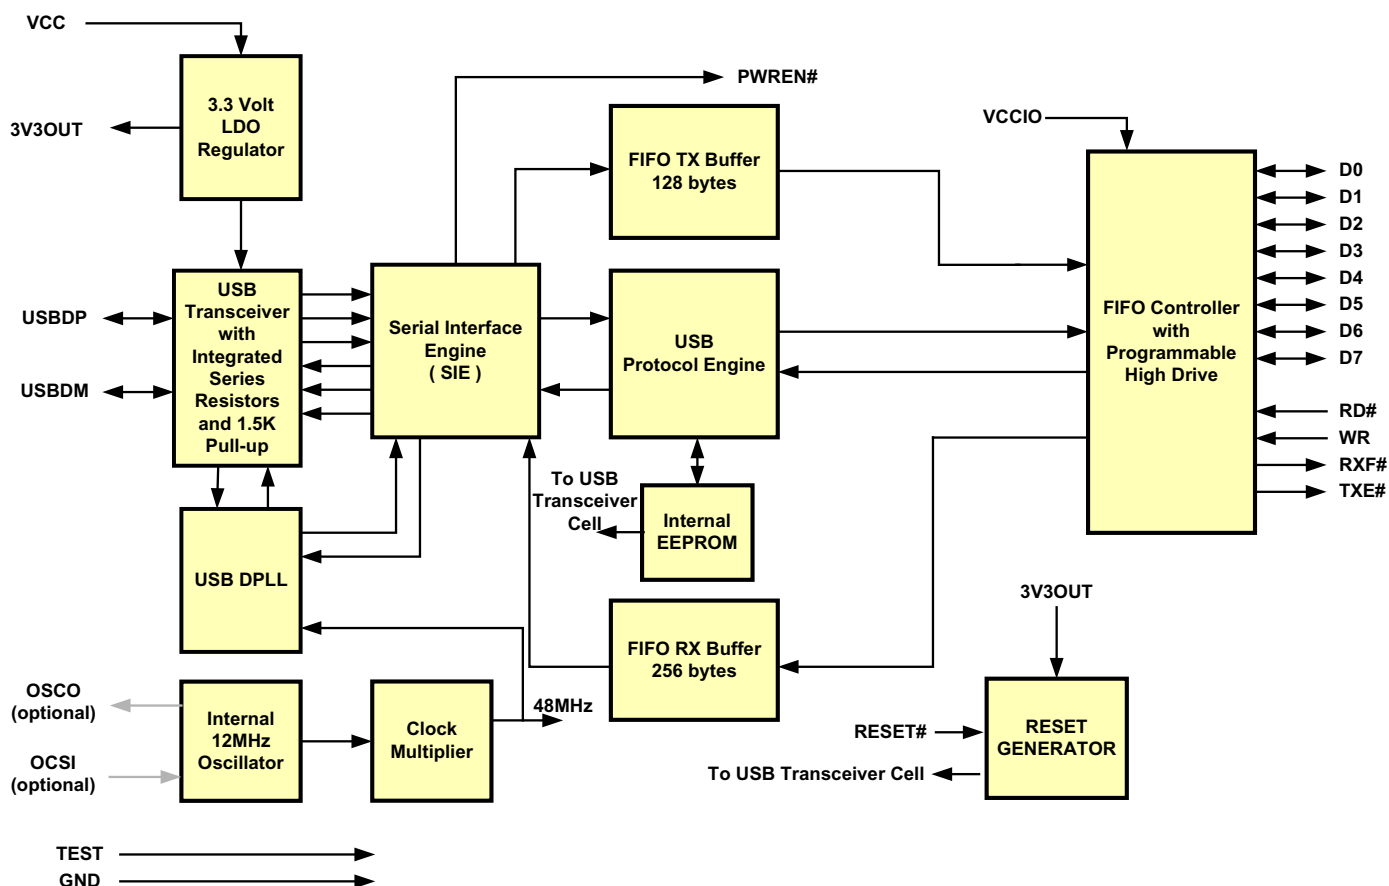 VCC
3.3 Volt
LDO
Regulator
3V3OUT
PWREN#
FIFO TX Buffer
128 bytes
VCCIO
FIFO Controller
with
Programmable
High Drive
D0
D1
D2
D3
D4
D5
D6
D7
RD#
WR
RXF#
TXE#
USBDP
USBDM
USB
Transceiver
with
Integrated
Series
Resistors
and 1.5K
Pull-up
Serial Interface
Engine
( SIE )
USB
Protocol Engine
To USB
Transceiver
Cell
Internal
EEPROM
USB DPLL
FIFO RX Buffer
256 bytes
3V3OUT
OSCO
(optional)
OCSI
(optional)
Internal
12MHz
Oscillator
Clock
Multiplier
48MHz
RESET#
RESET
GENERATOR
To USB Transceiver Cell
TEST
GND